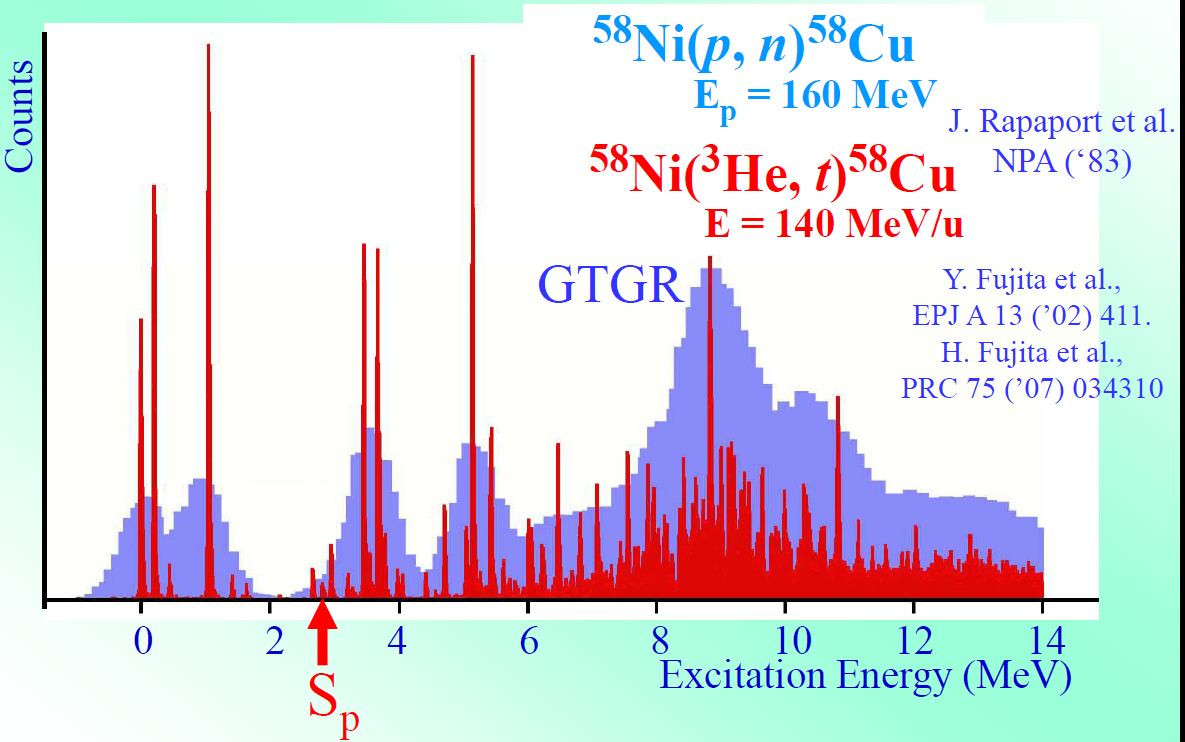 ⁵⁸Ni(p, n)⁵⁸Cu
Eₚ = 160 MeV
J. Rapaport et al.
NPA (‘83)
⁵⁸Ni(³He, t)⁵⁸Cu
E = 140 MeV/u
GTGR
Y. Fujita et al.,
EPJ A 13 (’02) 411.
H. Fujita et al.,
PRC 75 (’07) 034310
Counts
0 2 4 6 8 10 12 14
Excitation Energy (MeV)
Sₚ